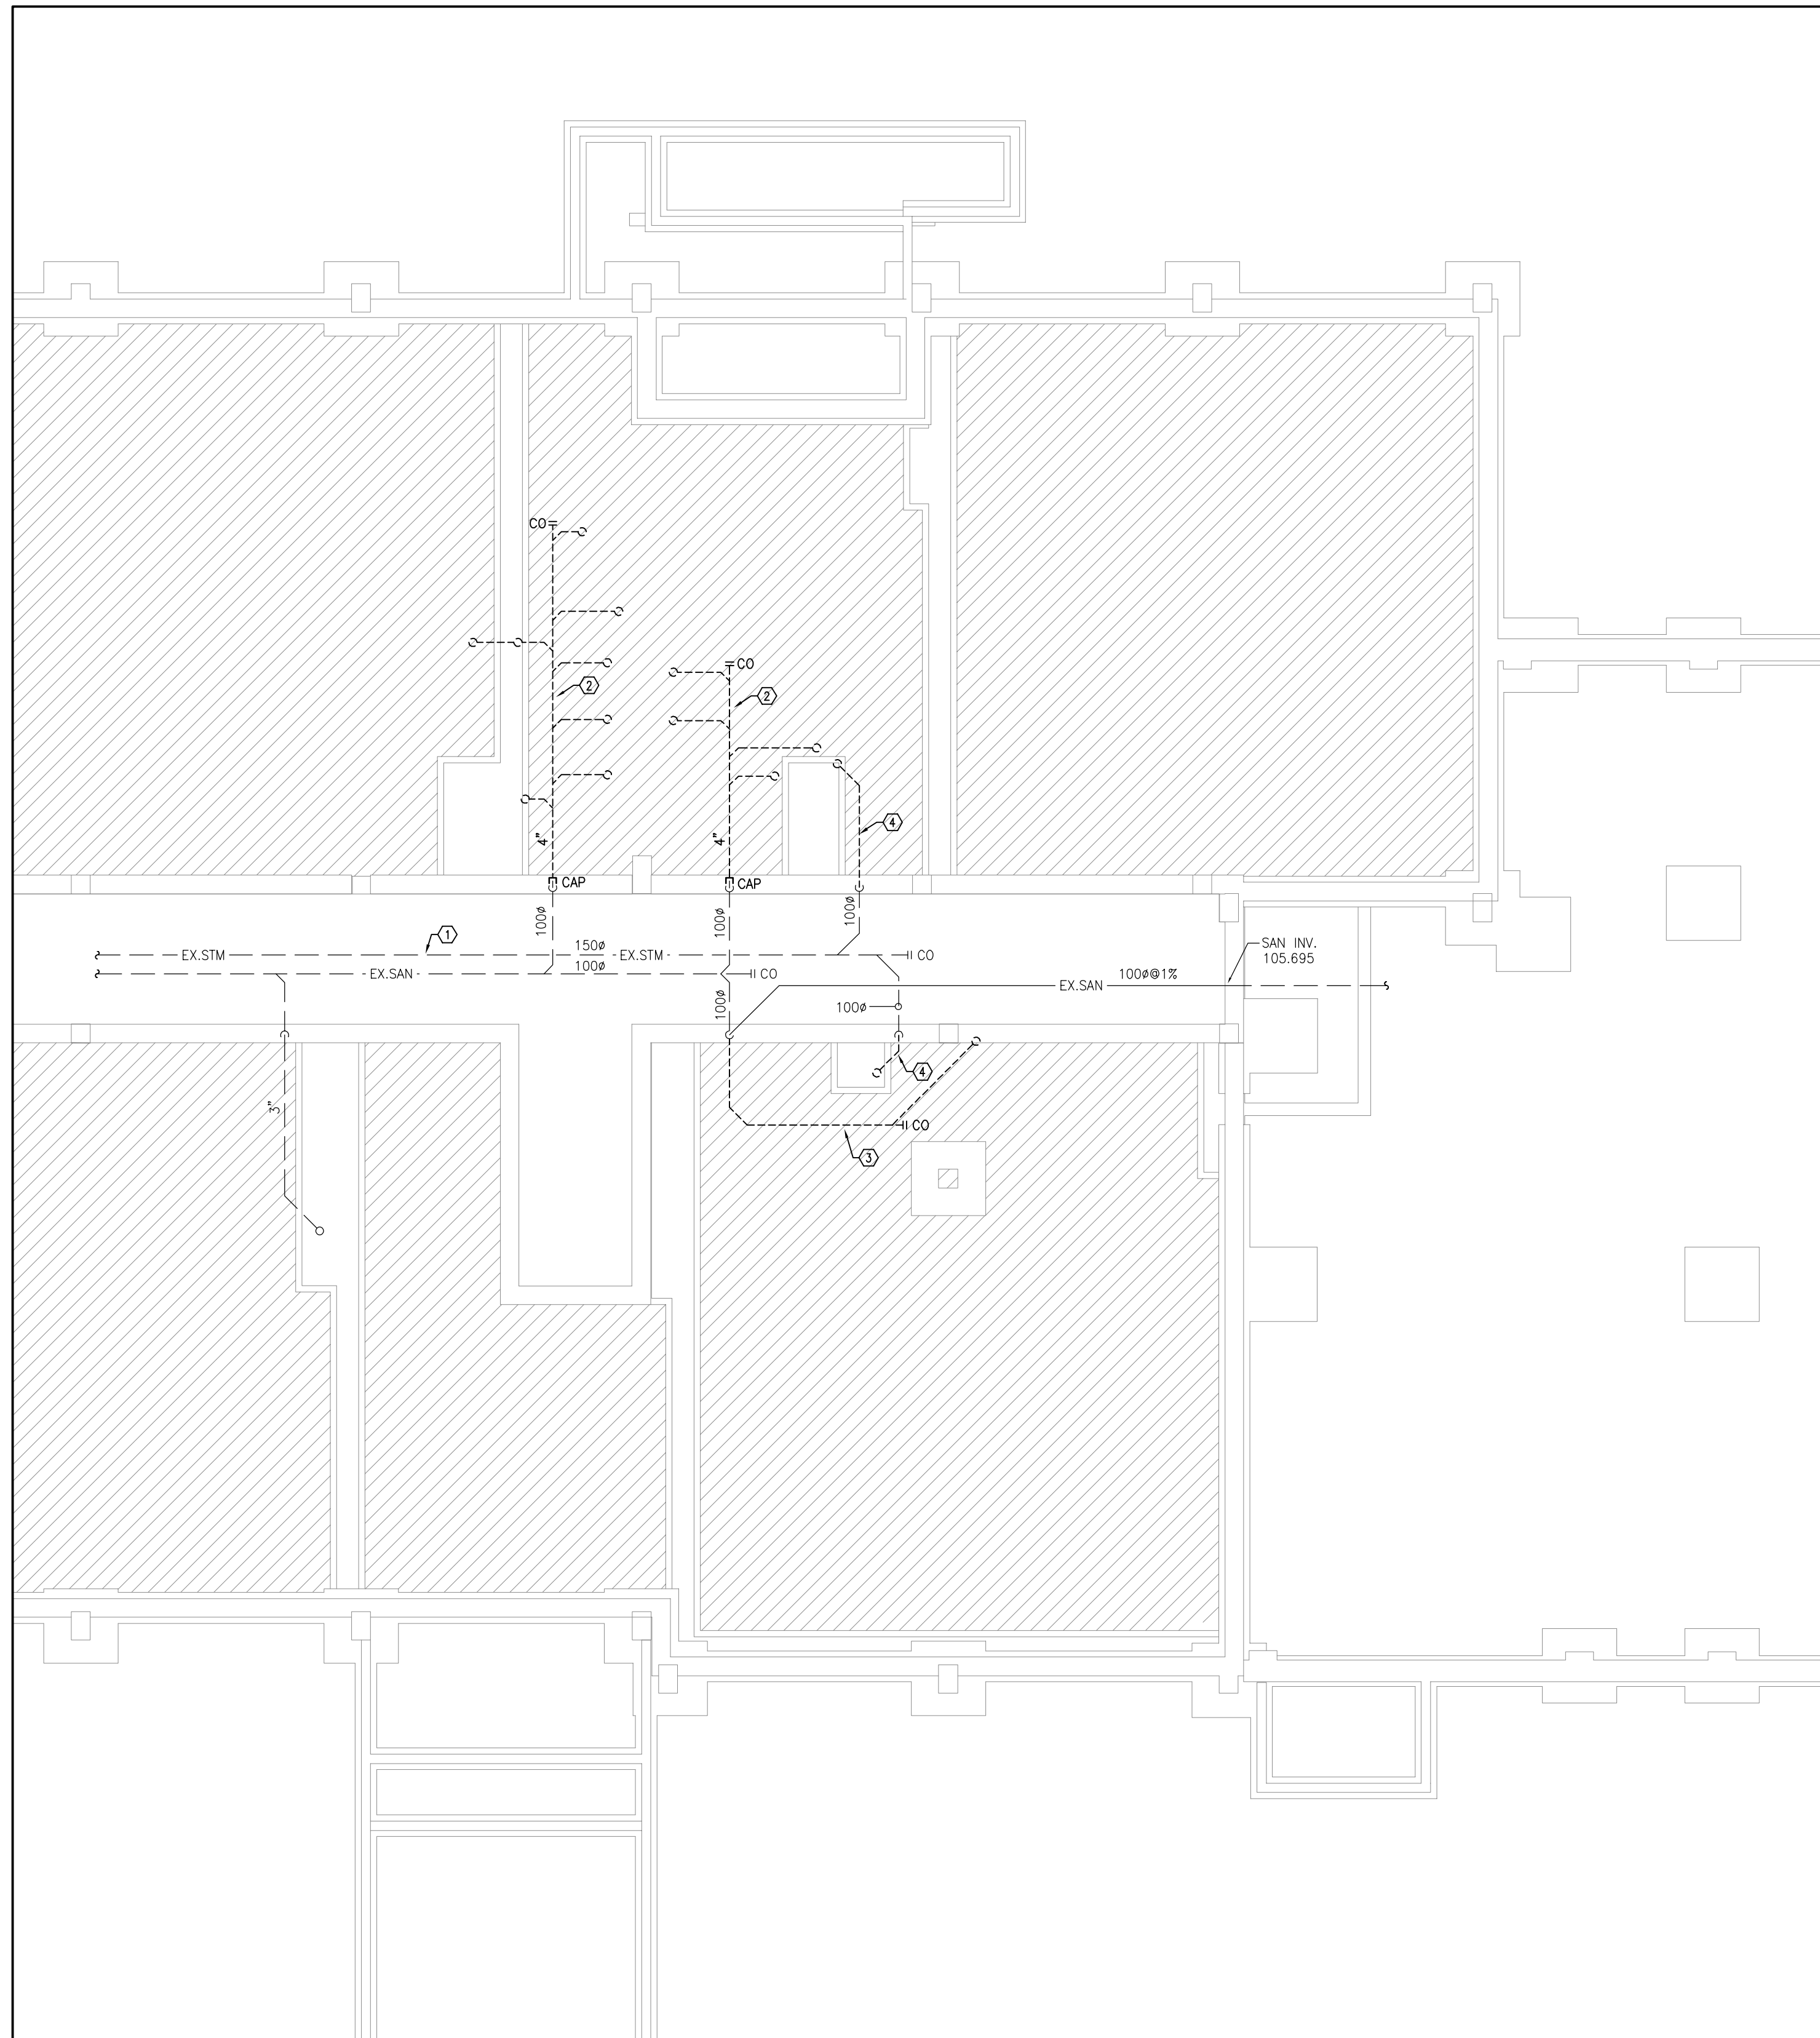 CO
CO
2
2
4
4"
4"
CAP
CAP
100ø
100ø
100ø
1
150ø
EX.STM
EX.STM
CO
SAN INV.
105.695
100ø
EX.SAN
CO
100ø@1%
EX.SAN
100ø
100ø
4
3"
CO
3